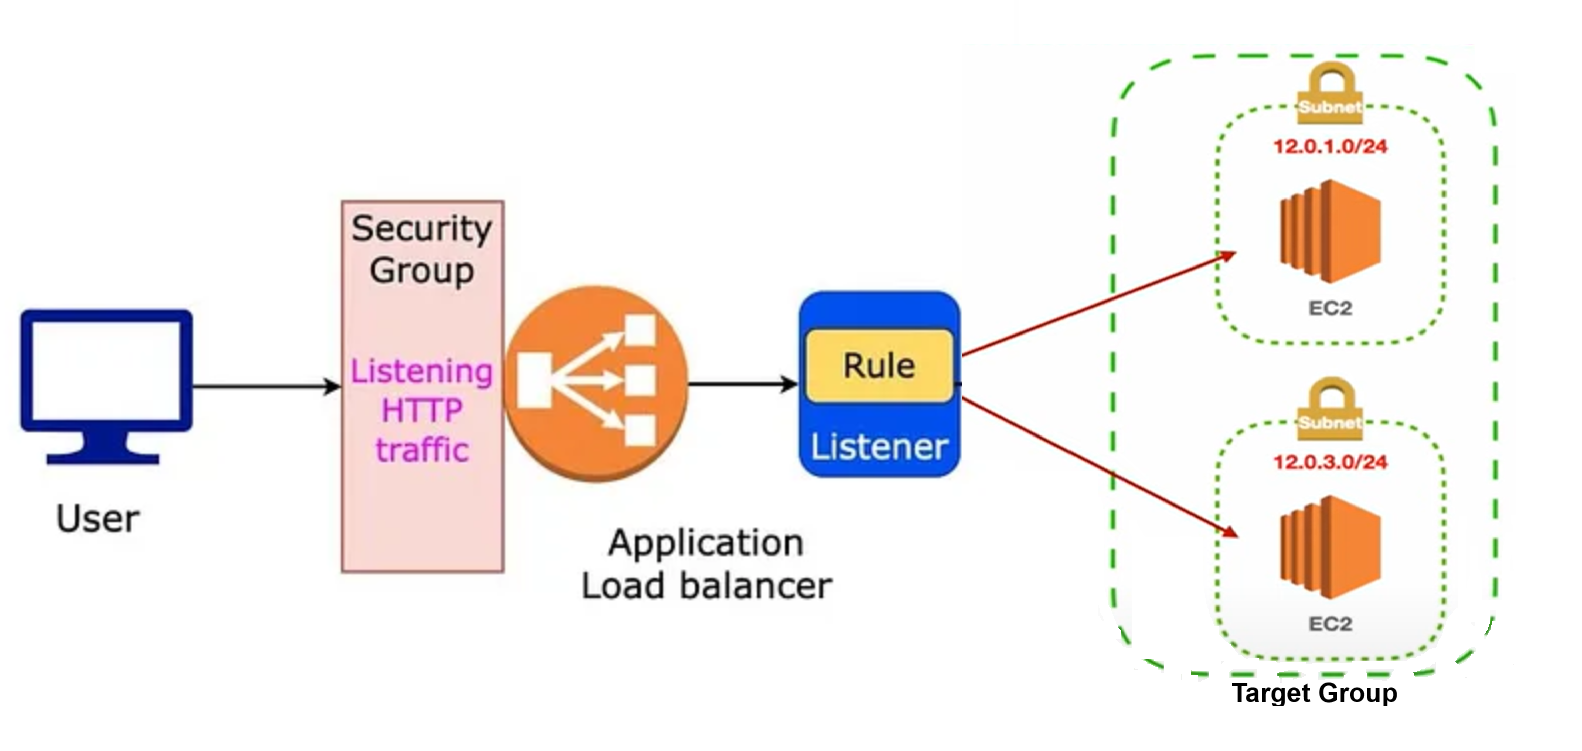 User
Security
Group
Listening
HTTP
traffic
Application
Load balancer
Rule
Listener
Subnet
12.0.1.0/24
EC2
Subnet
12.0.3.0/24
EC2
Target Group